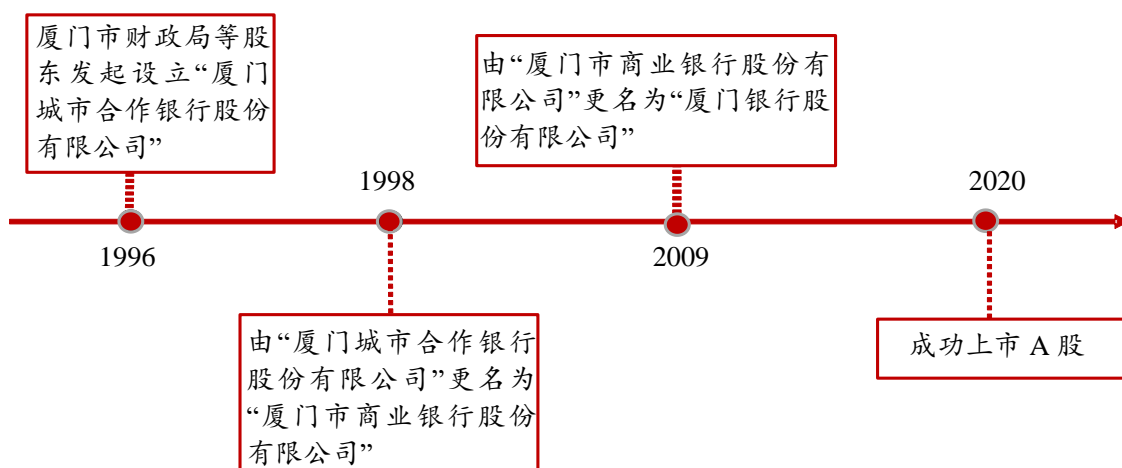 厦门市财政局等股
东发起设立“厦门
城市合作银行股份
有限公司”
1996
1998
由“厦门城市合作银行
股份有限公司”更名为
“厦门市商业银行股份
有限公司”
由“厦门市商业银行股份有
限公司”更名为“厦门银行股
份有限公司”
2009
2020
成功上市 A 股